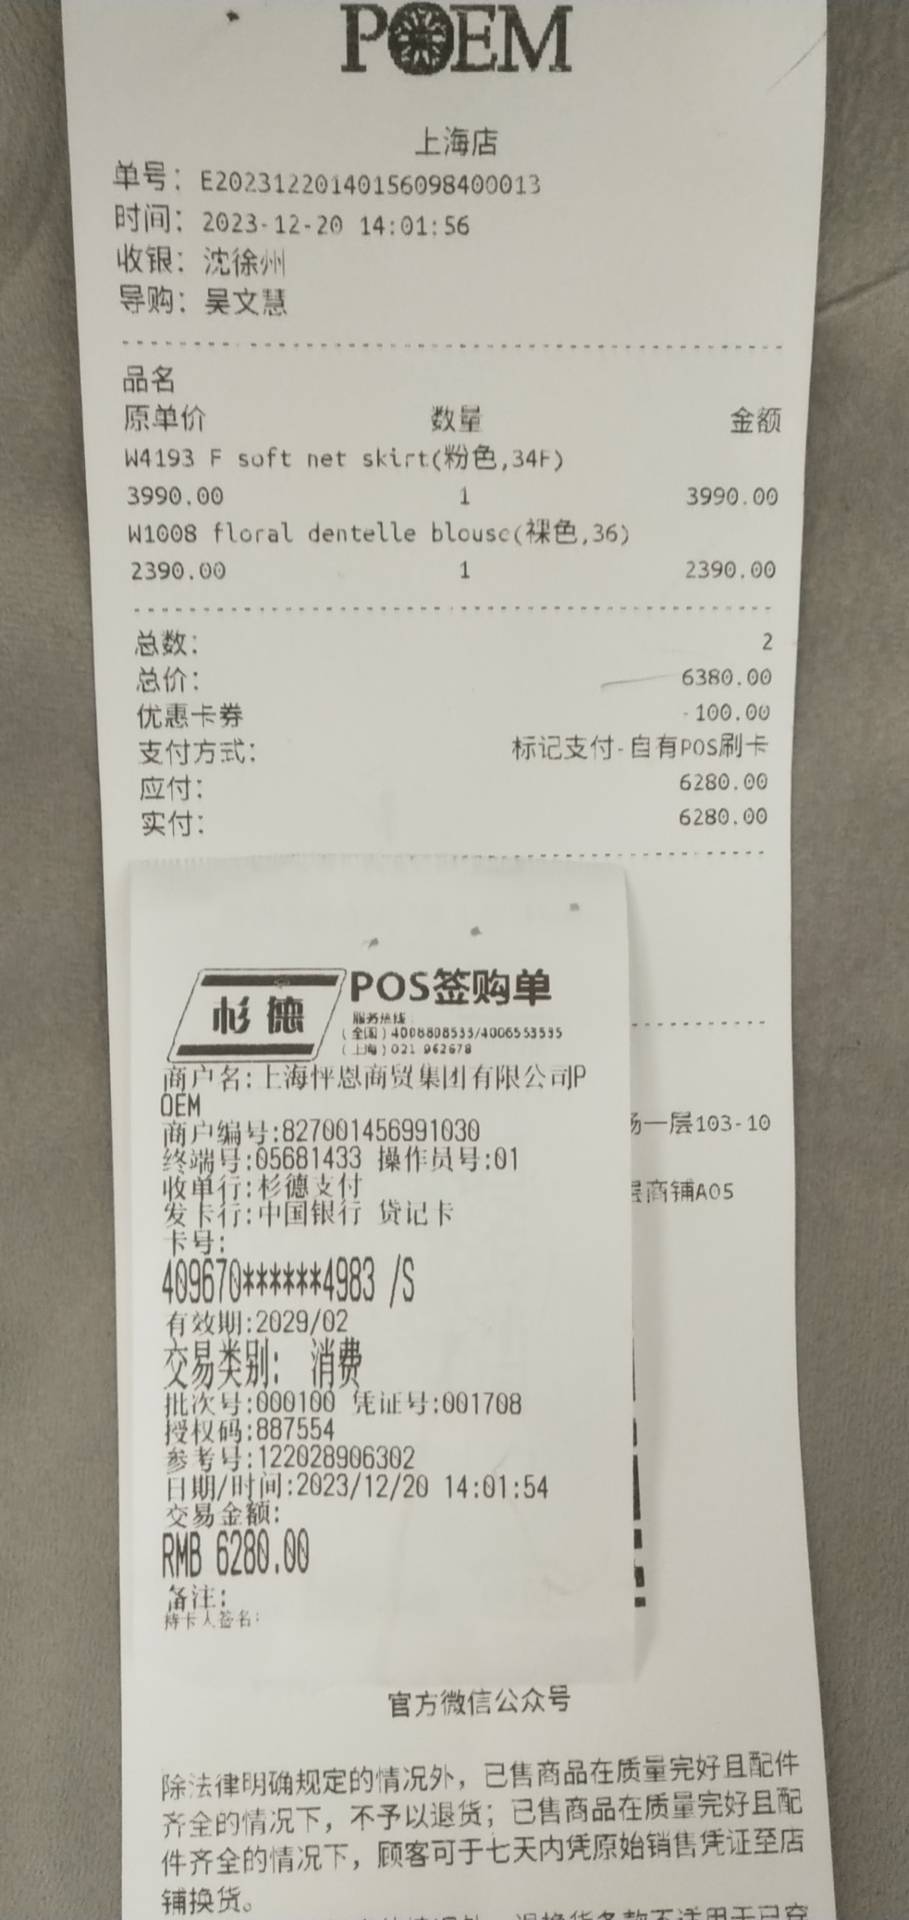 POEM
上海店
单号: E20231220140156098400013
时间: 2023-12-20 14:01:56
收银: 沈徐州
导购: 吴文慧
品名
原单价 数量 金额
W4193 F soft net skirt(粉色,34F)
3990.00 1 3990.00
W1008 floral dentelle blouse(裸色,36)
2390.00 1 2390.00
总数: 2
总价: 6380.00
优惠卡券 -100.00
支付方式: 标记支付-自有POS刷卡
应付: 6280.00
实付: 6280.00
杉德 POS签购单
服务热线
(全国)4008808533/4006553535
(上海)021 962678
商户名:上海怦恩商贸集团有限公司P
OEM
商户编号:827001456991030
终端号:05681433 操作员号:01
收单行:杉德支付
发卡行:中国银行 贷记卡
卡号:
409670******4983 /S
有效期:2029/02
交易类别: 消费
批次号:000100 凭证号:001708
授权码:887554
参考号:122028906302
日期/时间:2023/12/20 14:01:54
交易金额:
RMB 6280.00
备注:
持卡人签名:
场一层103-10
层商铺A05
官方微信公众号
除法律明确规定的情况外，已售商品在质量完好且配件
齐全的情况下，不予以退货；已售商品在质量完好且配
件齐全的情况下，顾客可于七天内凭原始销售凭证至店
铺换货。